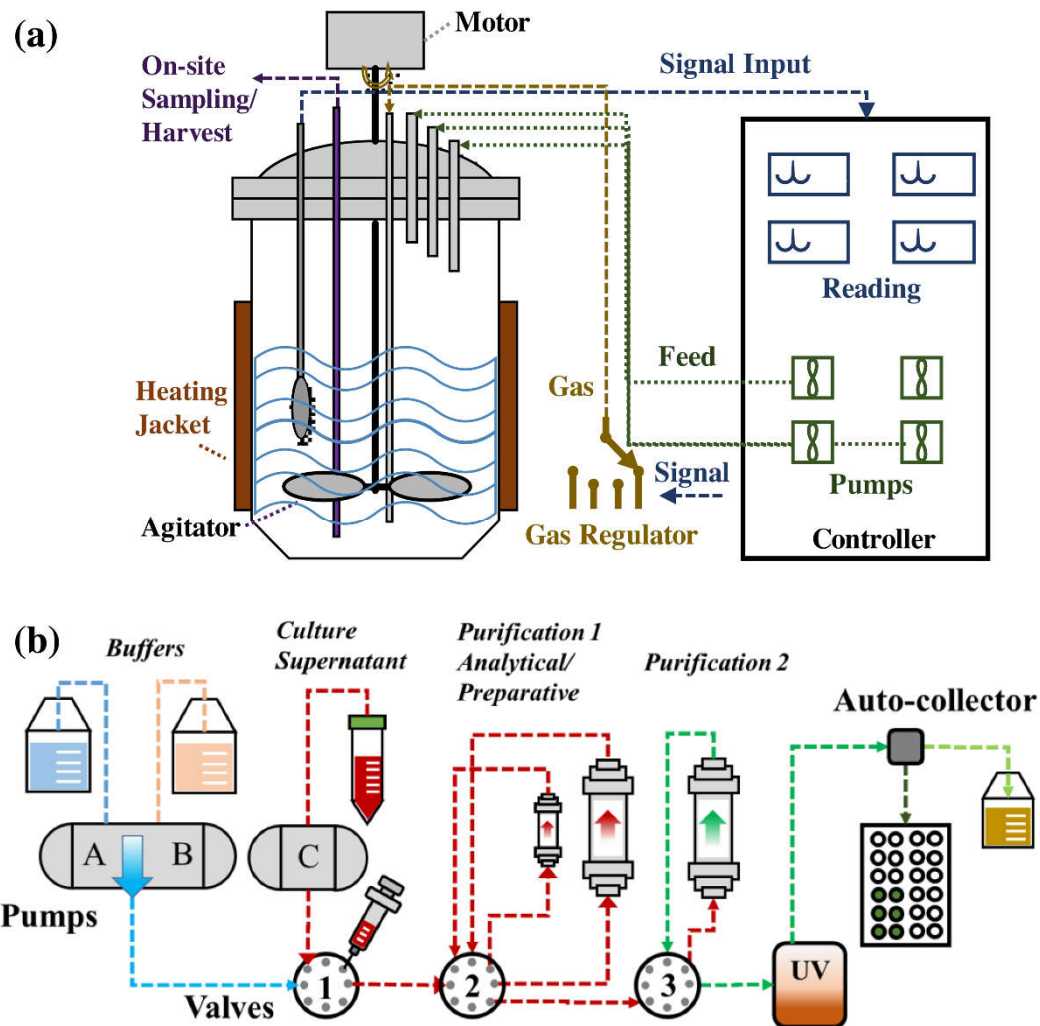 (a)
Motor
On-site
Sampling/
Harvest
Signal Input
Reading
Heating
Jacket
Feed
Gas
Signal
Pumps
Agitator
Gas Regulator
Controller
(b)
Buffers
Culture
Supernatant
Purification 1
Analytical/
Preparative
Purification 2
Auto-collector
A
B
C
Pumps
1
2
3
UV
Valves